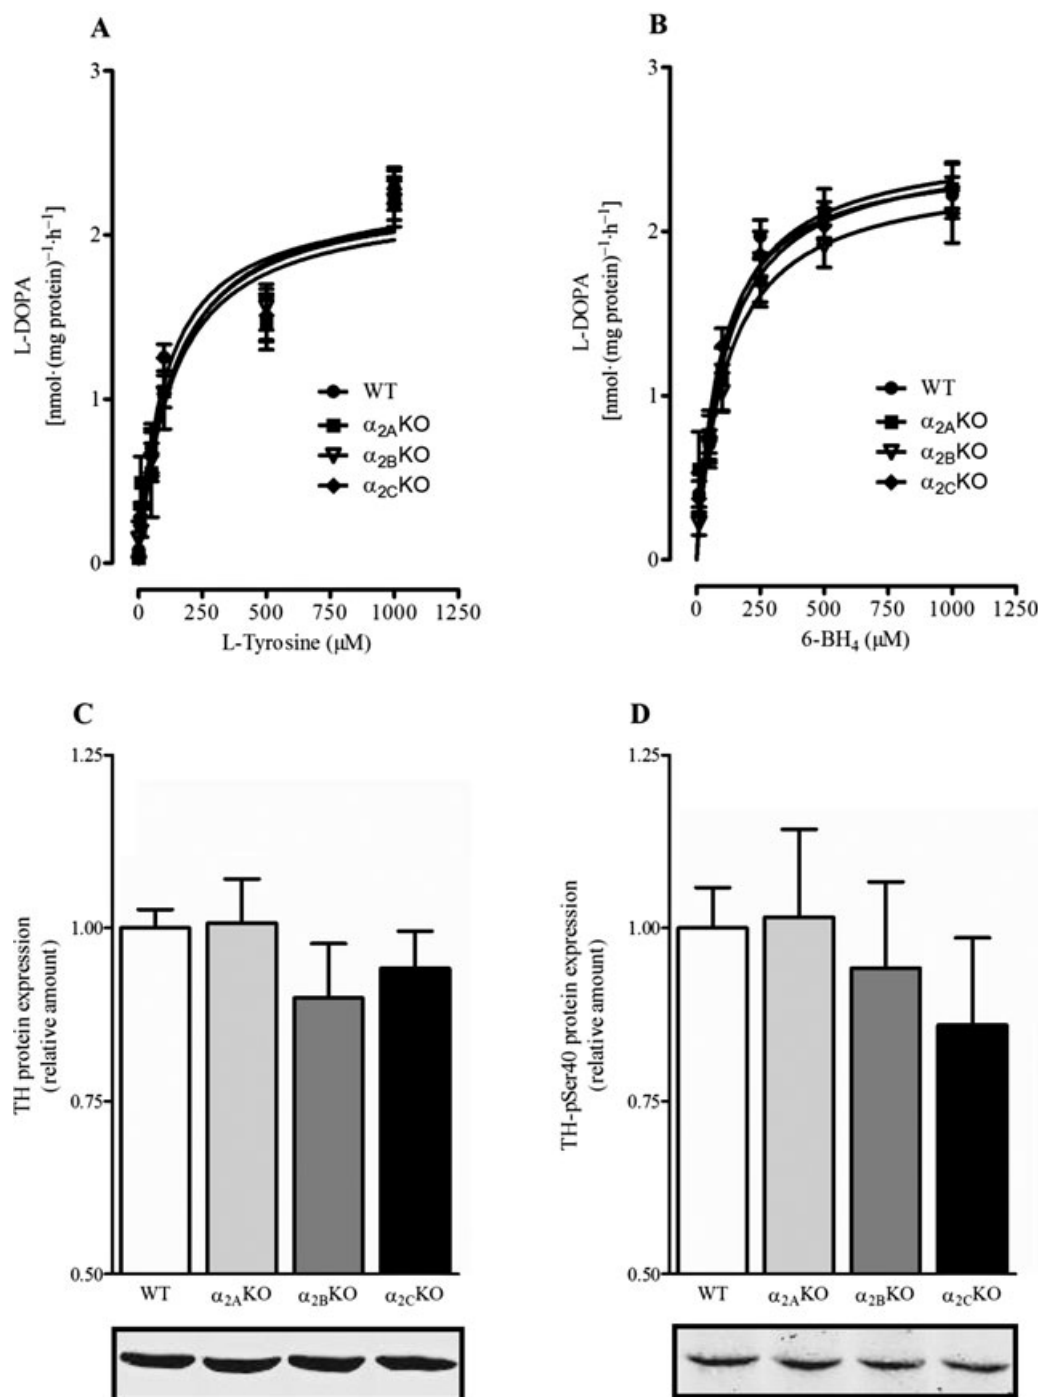 A
3
2
1
0
L-DOPA
[nmol·(mg protein)⁻¹·h⁻¹]
WT
α₂ₐKO
α₂BKO
α₂CKO
0 250 500 750 1000 1250
L-Tyrosine (μM)
B
3
2
1
0
L-DOPA
[nmol·(mg protein)⁻¹·h⁻¹]
WT
α₂ₐKO
α₂BKO
α₂CKO
0 250 500 750 1000 1250
6-BH₄ (μM)
C
1.25
1.00
0.75
0.50
TH protein expression
(relative amount)
WT α₂ₐKO α₂BKO α₂CKO
D
1.25
1.00
0.75
0.50
TH-pSer40 protein expression
(relative amount)
WT α₂ₐKO α₂BKO α₂CKO